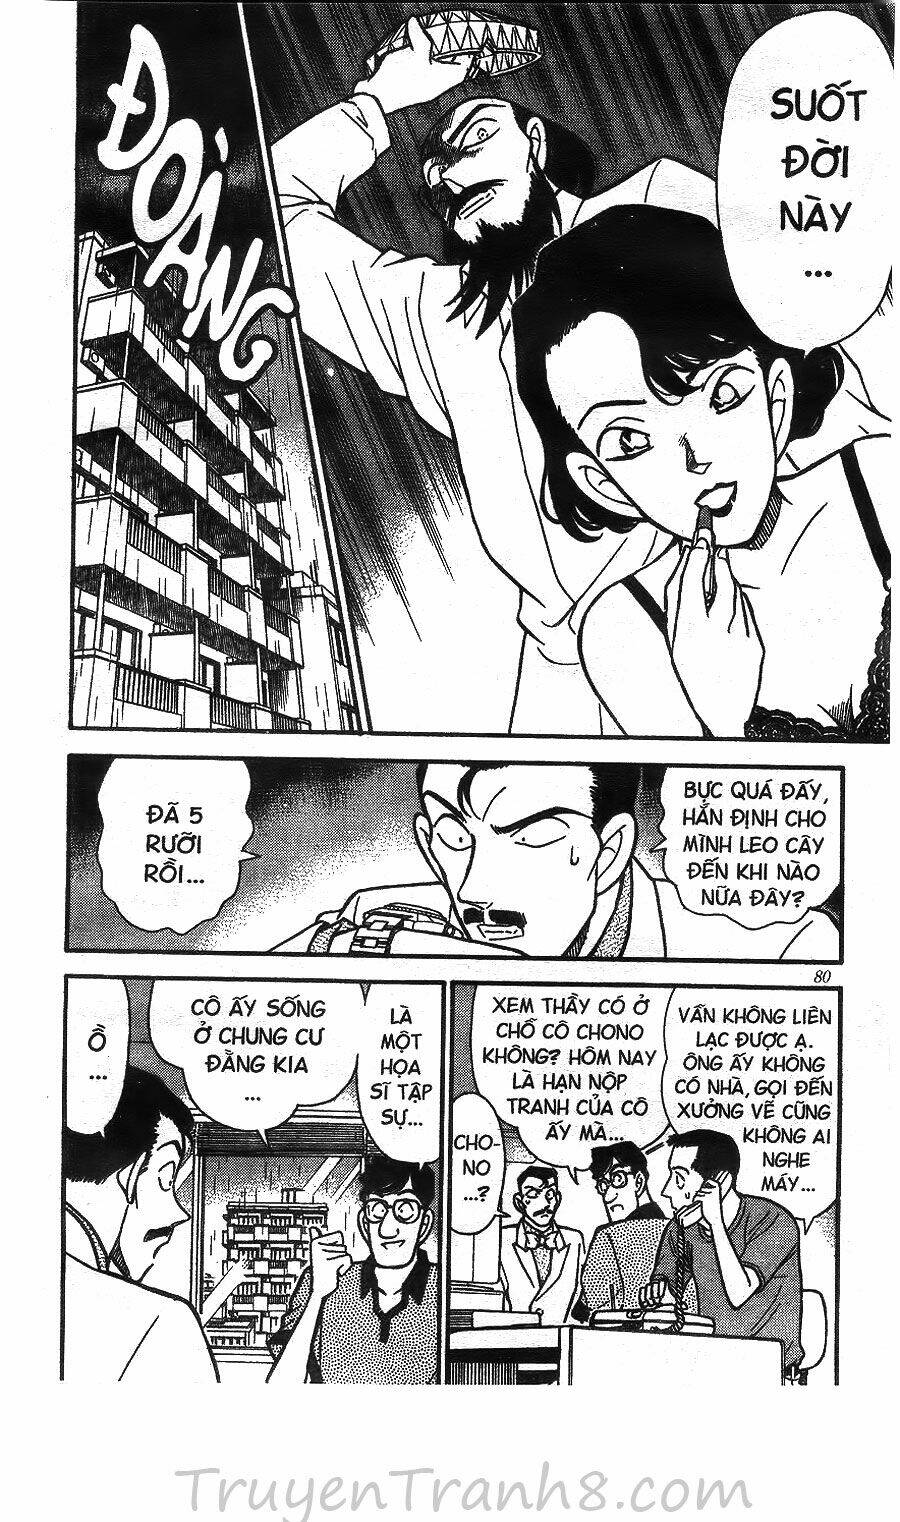 SUỐT
ĐỜI
NÀY
...
ĐOÀNG
BỰC QUÁ ĐẤY,
HẮN ĐỊNH CHO
MÌNH LEO CÂY
ĐẾN KHI NÀO
NỮA ĐÂY?
ĐÃ 5
RƯỠI
RỒI...
80
VẪN KHÔNG LIÊN
LẠC ĐƯỢC Ạ.
ÔNG ẤY KHÔNG
CÓ NHÀ, GỌI ĐẾN
XƯỞNG VẼ CŨNG
KHÔNG AI
NGHE
MÁY...
XEM THẦY CÓ Ở
CHỖ CÔ CHONO
KHÔNG? HÔM NAY
LÀ HẠN NỘP
TRANH CỦA CÔ
ẤY MÀ...
CHO-
NO
...?
LÀ
MỘT
HỌA
SĨ TẬP
SỰ...
CÔ ẤY SỐNG
Ở CHUNG CƯ
ĐẰNG KIA
...
Ồ
...
TruyenTranh8.com